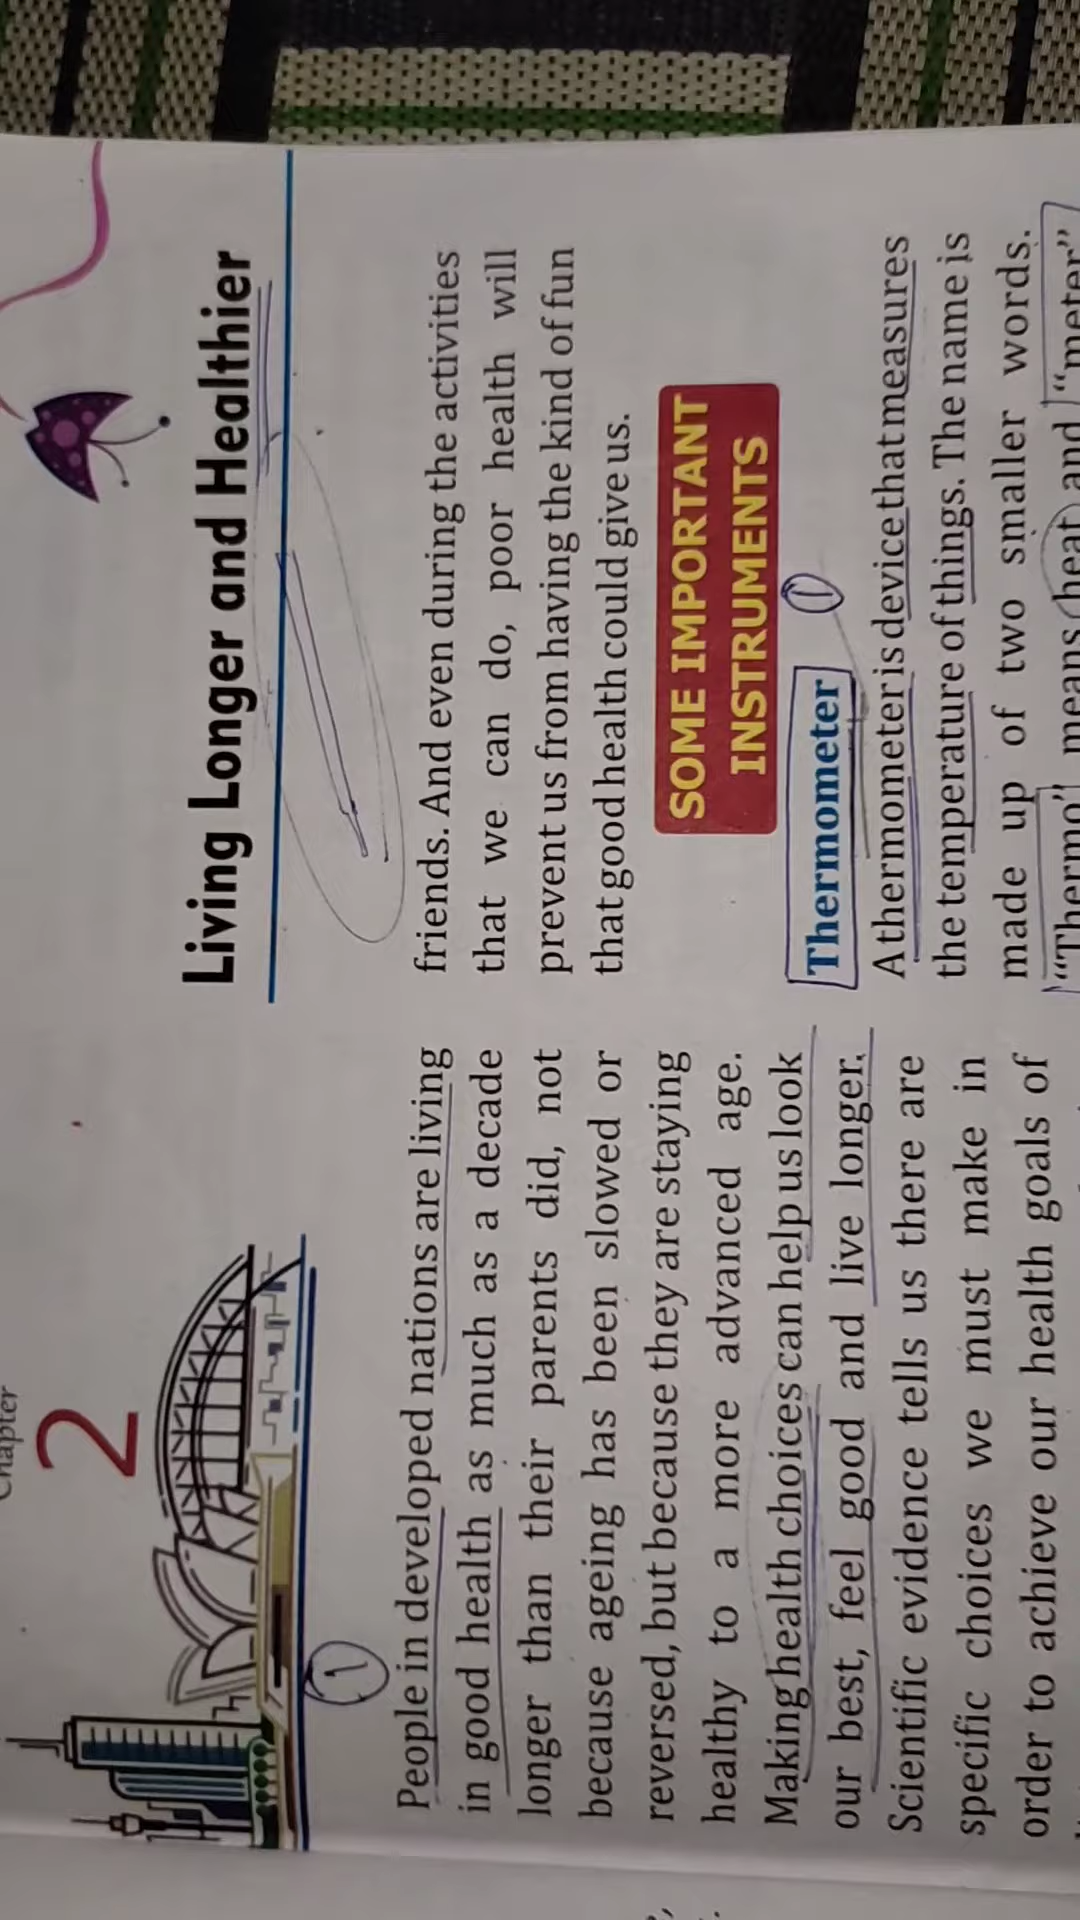 Chapter
2
Living Longer and Healthier
1
People in developed nations are living
in good health as much as a decade
longer than their parents did, not
because ageing has been slowed or
reversed, but because they are staying
healthy to a more advanced age.
Making health choices can help us look
our best, feel good and live longer.
Scientific evidence tells us there are
specific choices we must make in
order to achieve our health goals of
friends. And even during the activities
that we can do, poor health will
prevent us from having the kind of fun
that good health could give us.
SOME IMPORTANT
INSTRUMENTS
Thermometer 1
A thermometer is device that measures
the temperature of things. The name is
made up of two smaller words.
"Thermo" means heat and "meter"